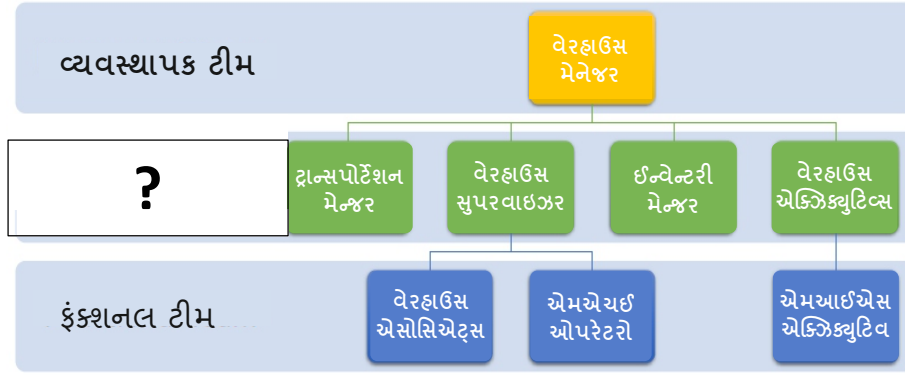 વ્યવસ્થાપક ટીમ
વેરહાઉસ
મેનેજર
?
ટ્રાન્સપોર્ટેશન
મેન્જર
વેરહાઉસ
સુપરવાઇઝર
ઈન્વેન્ટરી
મેન્જર
વેરહાઉસ
એક્ઝિક્યુટિવ્સ
ફંક્શનલ ટીમ
વેરહાઉસ
એસોસિએટ્સ
એમએચઈ
ઓપરેટરો
એમઆઈએસ
એક્ઝિક્યુટિવ